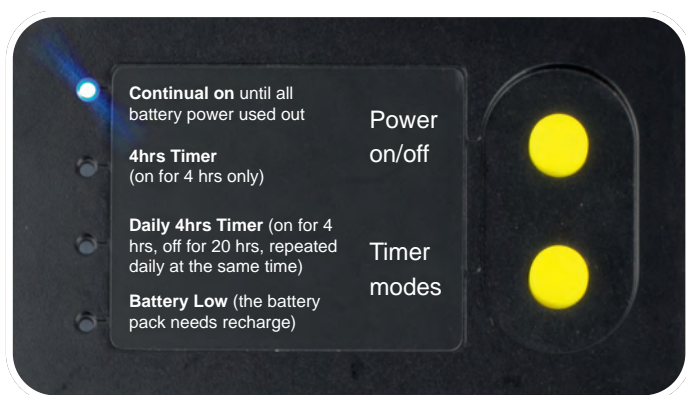 Continual on until all
battery power used out
4hrs Timer
(on for 4 hrs only)
Daily 4hrs Timer (on for 4
hrs, off for 20 hrs, repeated
daily at the same time)
Battery Low (the battery
pack needs recharge)
Power
on/off
Timer
modes